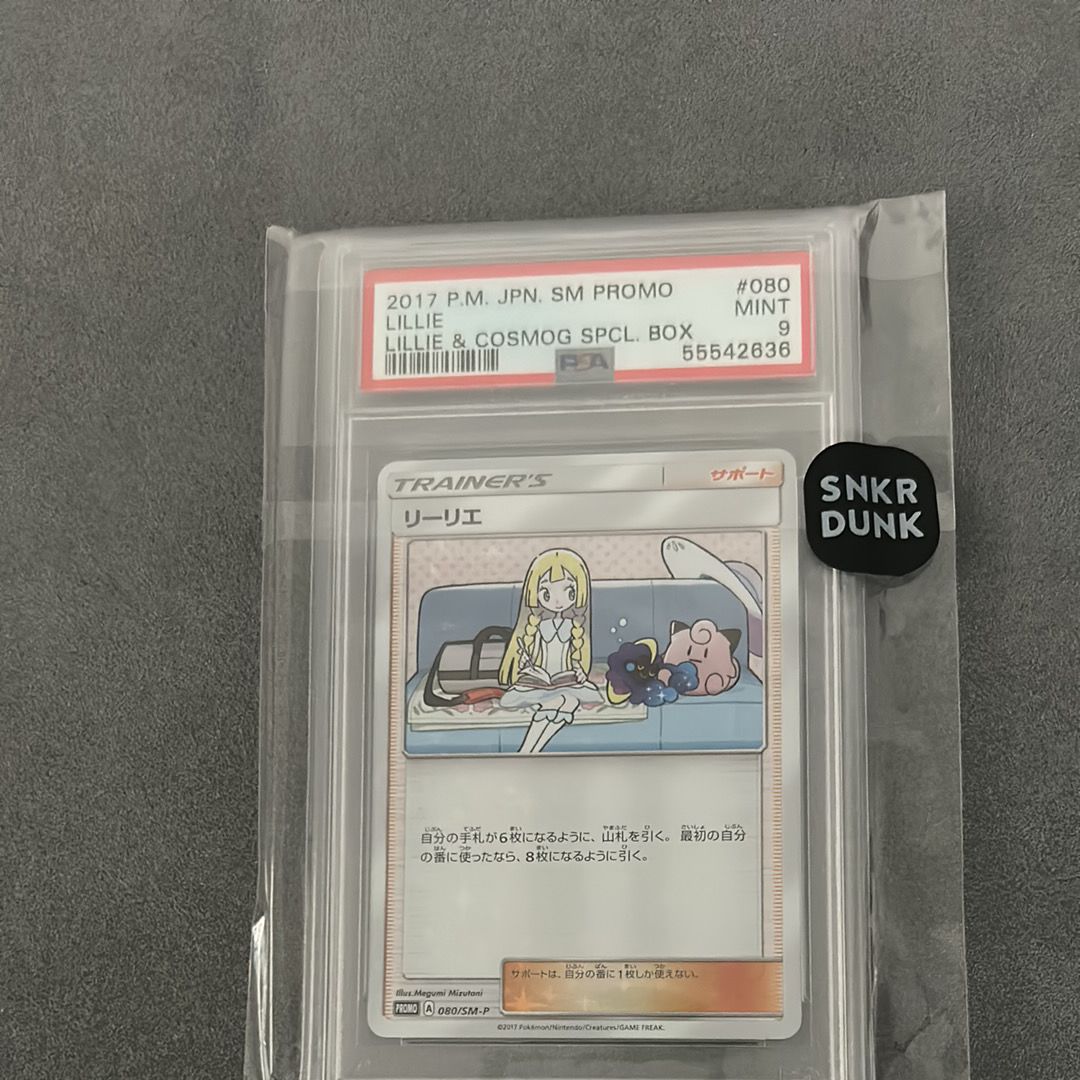 2017 P.M. JPN. SM PROMO #080
LILLIE MINT
LILLIE & COSMOG SPCL. BOX 9
PSA 55542636
SNKR
DUNK
TRAINER'S サポート
リーリエ
自分の手札が6枚になるように、山札を引く。最初の自分
の番に使ったなら、8枚になるように引く。
サポートは、自分の番に1枚しか使えない。
Illus.Megumi Mizutani
PROMO A 080/SM-P
©2017 Pokémon/Nintendo/Creatures/GAME FREAK.